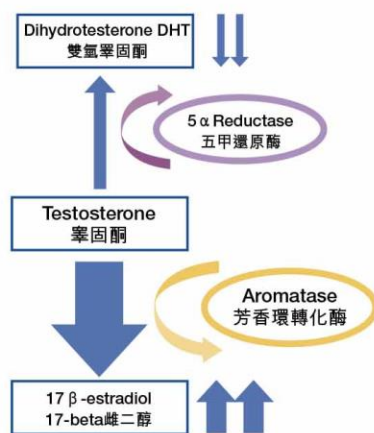 Dihydrotesterone DHT
雙氫睪固酮
5 α Reductase
五甲還原酶
Testosterone
睾固酮
Aromatase
芳香環轉化酶
17 β -estradiol
17-beta雌二醇